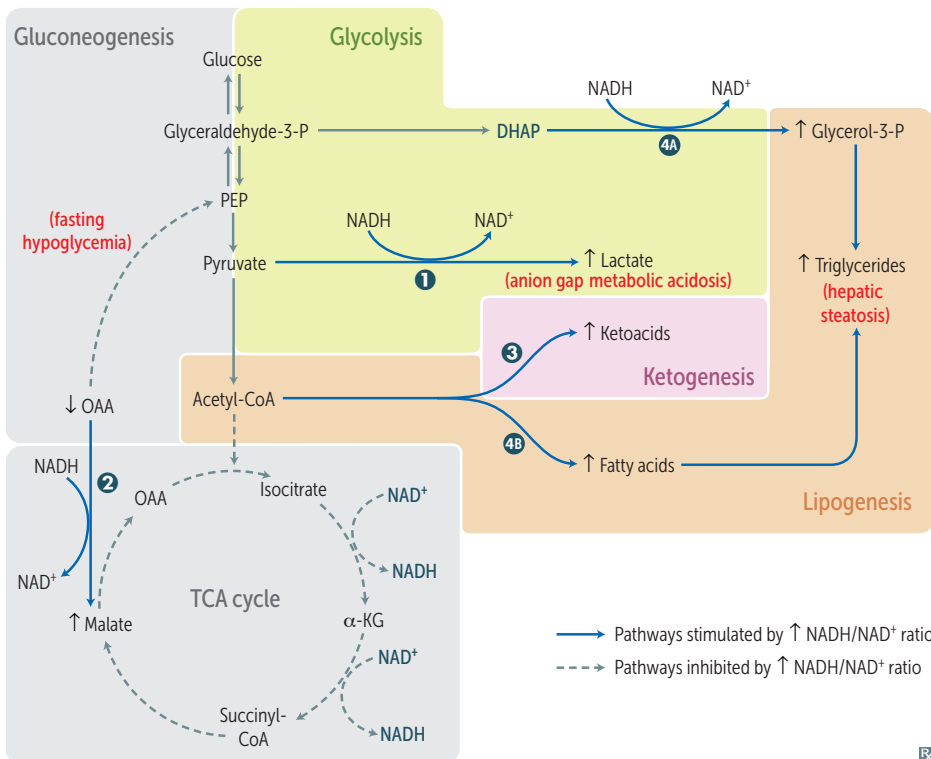 Gluconeogenesis
Glycolysis
Glucose
NADH
NAD⁺
Glyceraldehyde-3-P
DHAP
↑ Glycerol-3-P
4A
PEP
(fasting
hypoglycemia)
NADH
NAD⁺
Pyruvate
↑ Lactate
(anion gap metabolic acidosis)
1
↑ Triglycerides
(hepatic
steatosis)
3
↑ Ketoacids
Ketogenesis
↓ OAA
Acetyl-CoA
4B
↑ Fatty acids
Lipogenesis
NADH
2
OAA
Isocitrate
NAD⁺
NAD⁺
NADH
TCA cycle
↑ Malate
α-KG
NAD⁺
Succinyl-
CoA
NADH
Pathways stimulated by ↑ NADH/NAD⁺ ratio
Pathways inhibited by ↑ NADH/NAD⁺ ratio